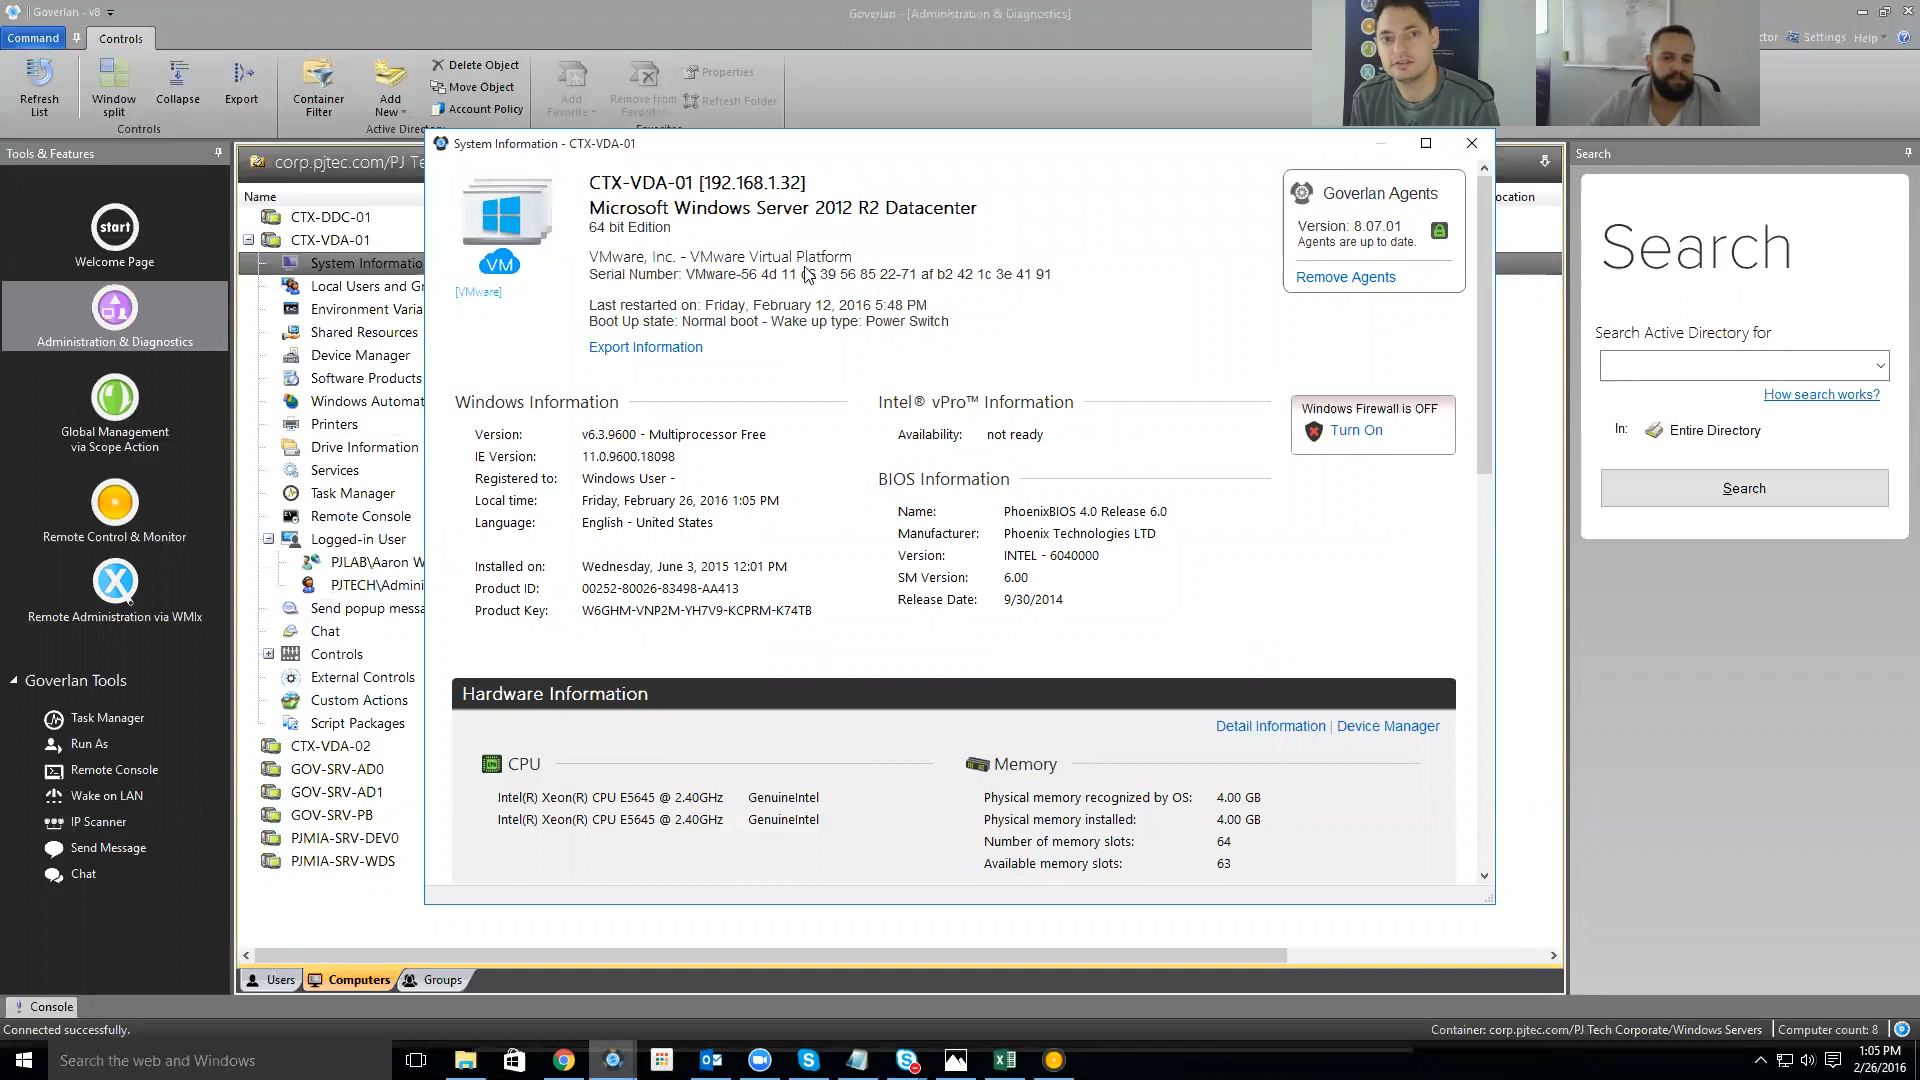 Goverlan - v8
Goverlan - [Administration & Diagnostics]
Command
Controls
Settings
Help
Refresh List
Window split
Collapse
Export
Controls
Container Filter
Add New
Delete Object
Move Object
Account Policy
Add Favorite
Remove from Favorites
Properties
Refresh Folder
Tools & Features
start
Welcome Page
Administration & Diagnostics
Global Management via Scope Action
Remote Control & Monitor
Remote Administration via WMIx
Goverlan Tools
Task Manager
Run As
Remote Console
Wake on LAN
IP Scanner
Send Message
Chat
corp.pjtec.com/PJ Te
Name
ocation
CTX-DDC-01
CTX-VDA-01
System Informatio
Local Users and Gr
Environment Varia
Shared Resources
Device Manager
Software Products
Windows Automat
Printers
Drive Information
Services
Task Manager
Remote Console
Logged-in User
PJLAB\Aaron W
PJTECH\Admini
Send popup messa
Chat
Controls
External Controls
Custom Actions
Script Packages
CTX-VDA-02
GOV-SRV-AD0
GOV-SRV-AD1
GOV-SRV-PB
PJMIA-SRV-DEV0
PJMIA-SRV-WDS
Users
Computers
Groups
System Information - CTX-VDA-01
VM
[VMware]
CTX-VDA-01 [192.168.1.32]
Microsoft Windows Server 2012 R2 Datacenter
64 bit Edition
VMware, Inc. - VMware Virtual Platform
Serial Number: VMware-56 4d 11 39 56 85 22-71 af b2 42 1c 3e 41 91
Last restarted on: Friday, February 12, 2016 5:48 PM
Boot Up state: Normal boot - Wake up type: Power Switch
Export Information
Goverlan Agents
Version: 8.07.01
Agents are up to date.
Remove Agents
Windows Information
Version: v6.3.9600 - Multiprocessor Free
IE Version: 11.0.9600.18098
Registered to: Windows User -
Local time: Friday, February 26, 2016 1:05 PM
Language: English - United States
Installed on: Wednesday, June 3, 2015 12:01 PM
Product ID: 00252-80026-83498-AA413
Product Key: W6GHM-VNP2M-YH7V9-KCPRM-K74TB
Intel® vPro™ Information
Availability: not ready
BIOS Information
Name: PhoenixBIOS 4.0 Release 6.0
Manufacturer: Phoenix Technologies LTD
Version: INTEL - 6040000
SM Version: 6.00
Release Date: 9/30/2014
Windows Firewall is OFF
Turn On
Hardware Information
Detail Information | Device Manager
CPU
Intel(R) Xeon(R) CPU E5645 @ 2.40GHz GenuineIntel
Intel(R) Xeon(R) CPU E5645 @ 2.40GHz GenuineIntel
Memory
Physical memory recognized by OS: 4.00 GB
Physical memory installed: 4.00 GB
Number of memory slots: 64
Available memory slots: 63
Search
Search
Search Active Directory for
How search works?
In: Entire Directory
Search
Console
Connected successfully.
Container: corp.pjtec.com/PJ Tech Corporate/Windows Servers
Computer count: 8
Search the web and Windows
1:05 PM
2/26/2016